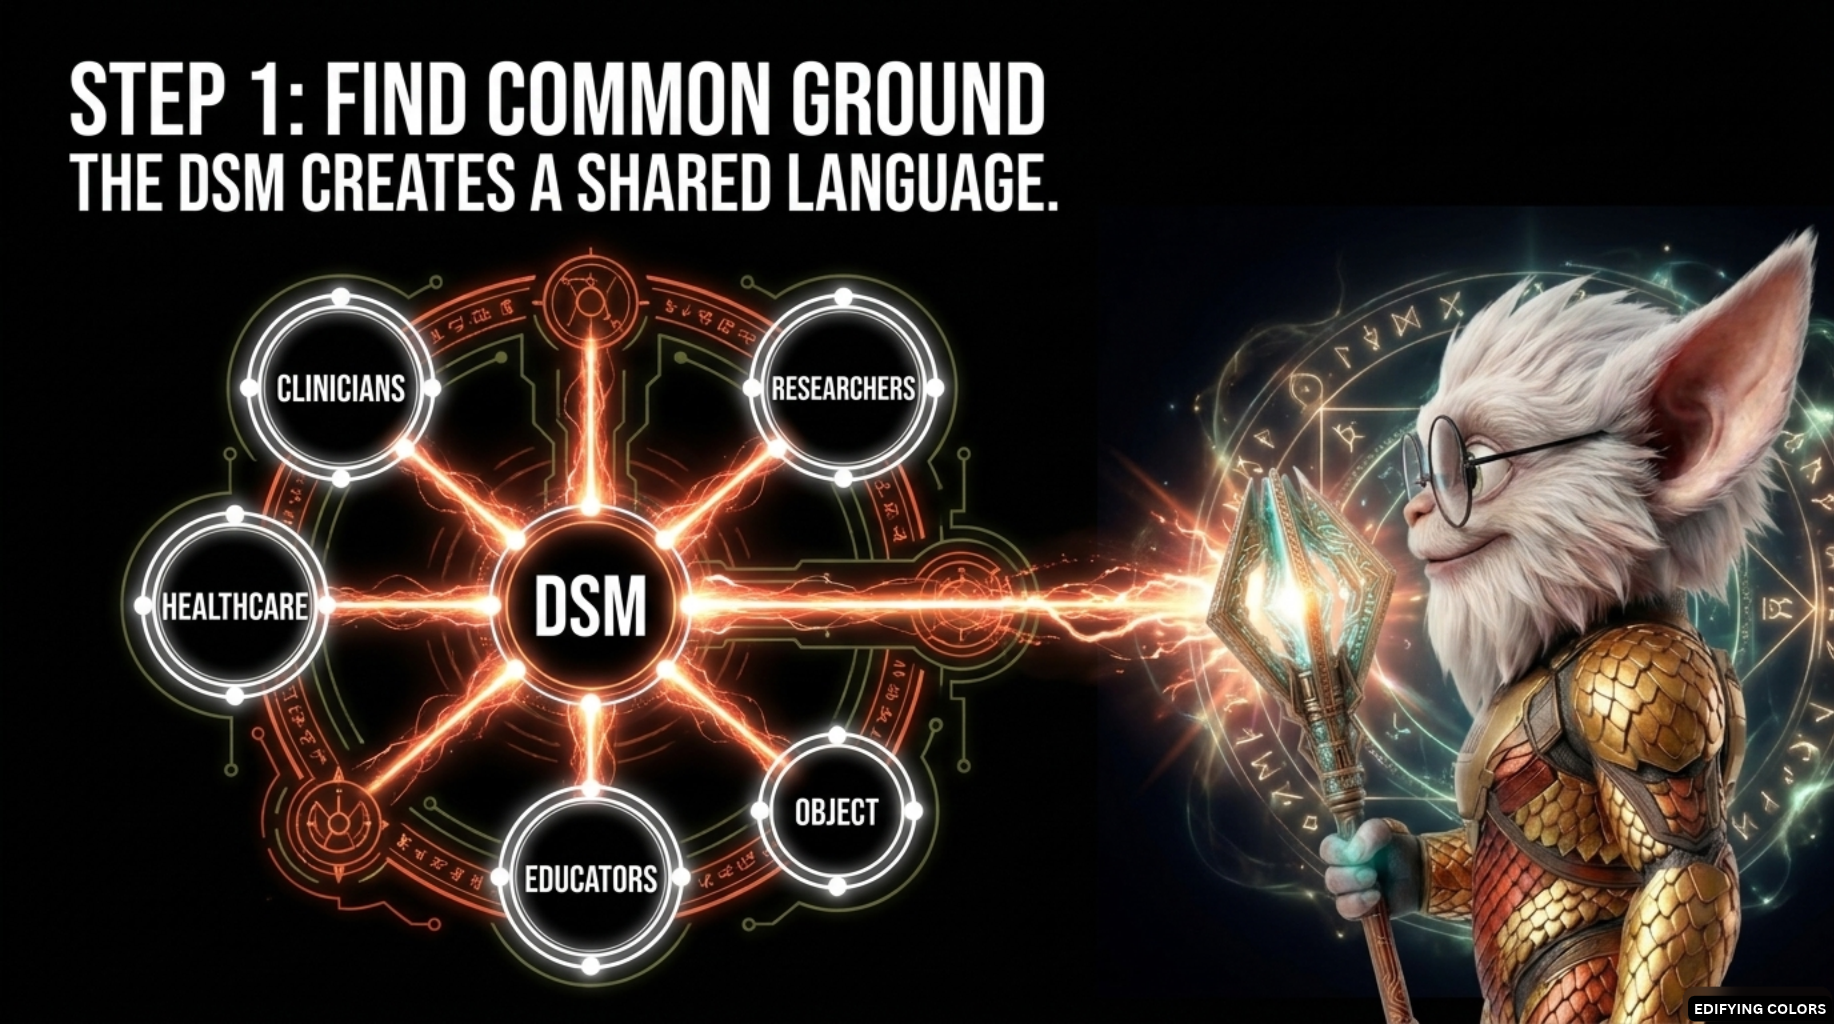 STEP 1: FIND COMMON GROUND
THE DSM CREATES A SHARED LANGUAGE.
CLINICIANS
RESEARCHERS
HEALTHCARE
DSM
OBJECT
EDUCATORS
EDIFYING COLORS